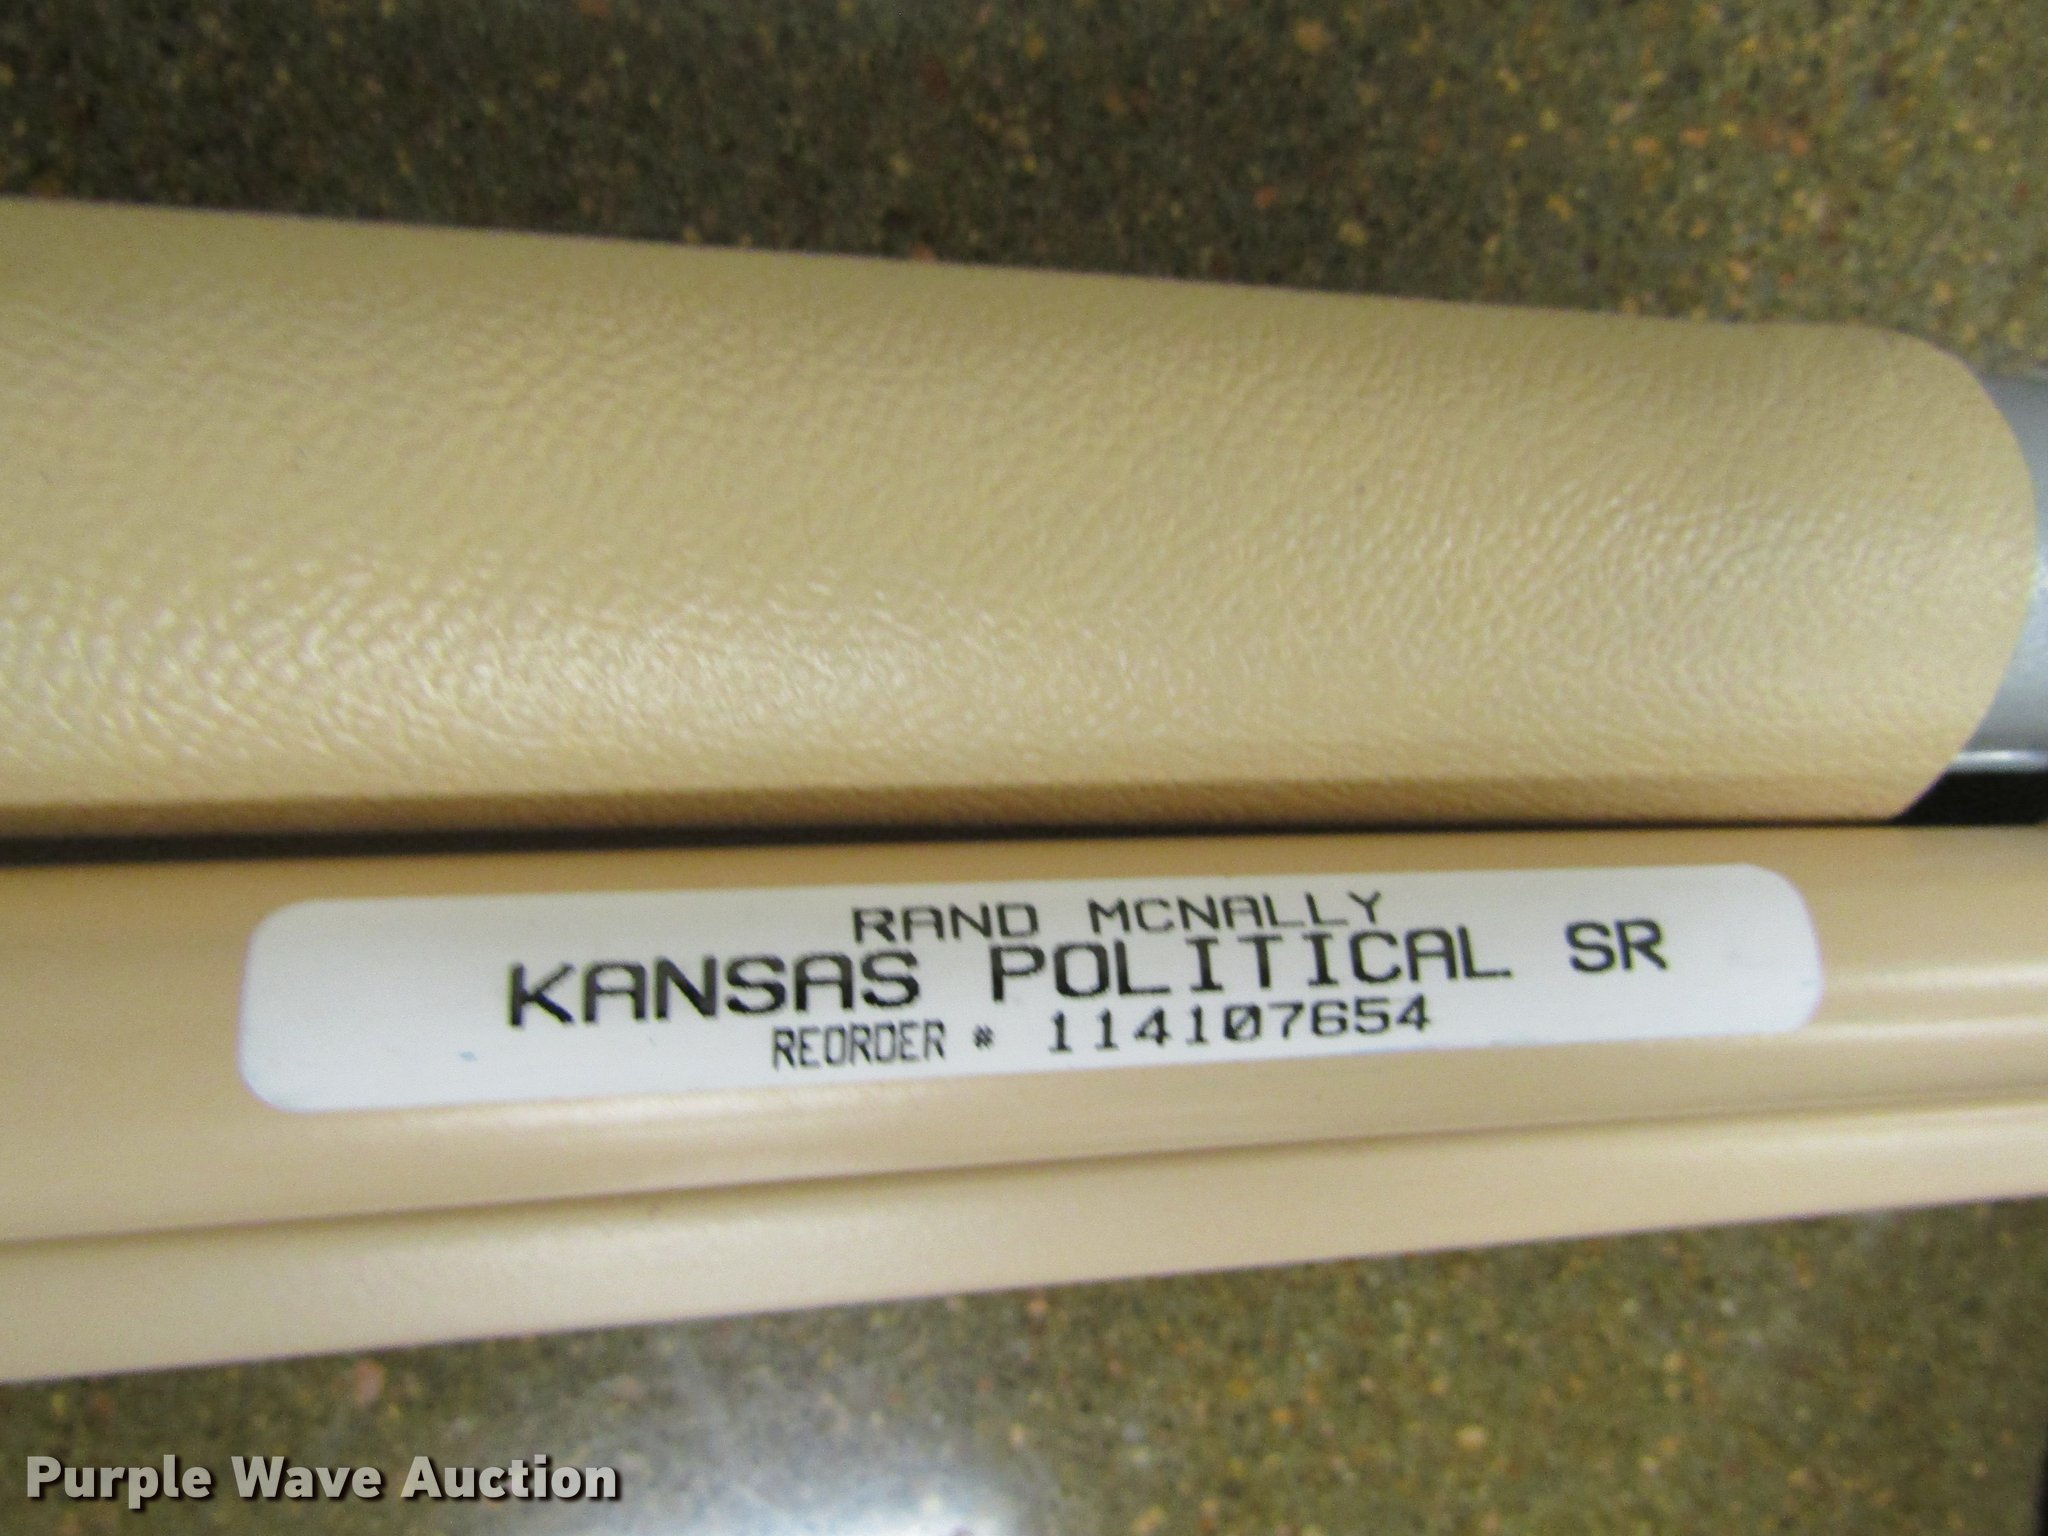 RAND MCNALLY
KANSAS POLITICAL SR
REORDER # 114107654
Purple Wave Auction